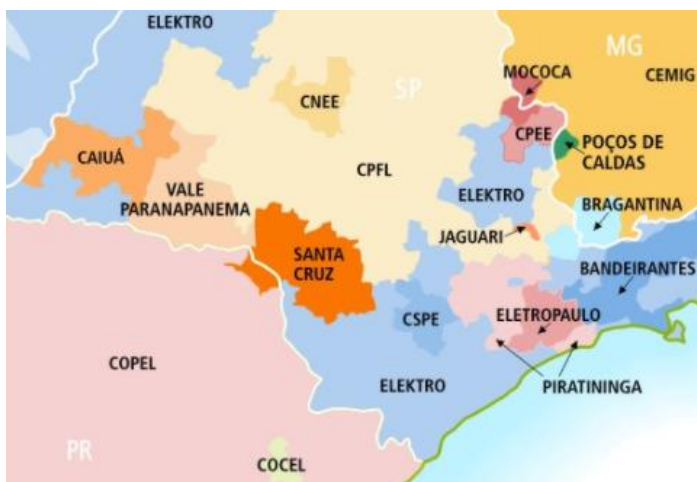 ELEKTRO
MG
MOCOCA
CEMIG
SP
CNEE
CPEE
POÇOS DE
CALDAS
CAIUÁ
CPFL
VALE
PARANAPANEMA
ELEKTRO
BRAGANTINA
JAGUARI
SANTA
CRUZ
BANDEIRANTES
CSPE
ELETROPAULO
COPEL
ELEKTRO
PIRATININGA
PR
COCEL